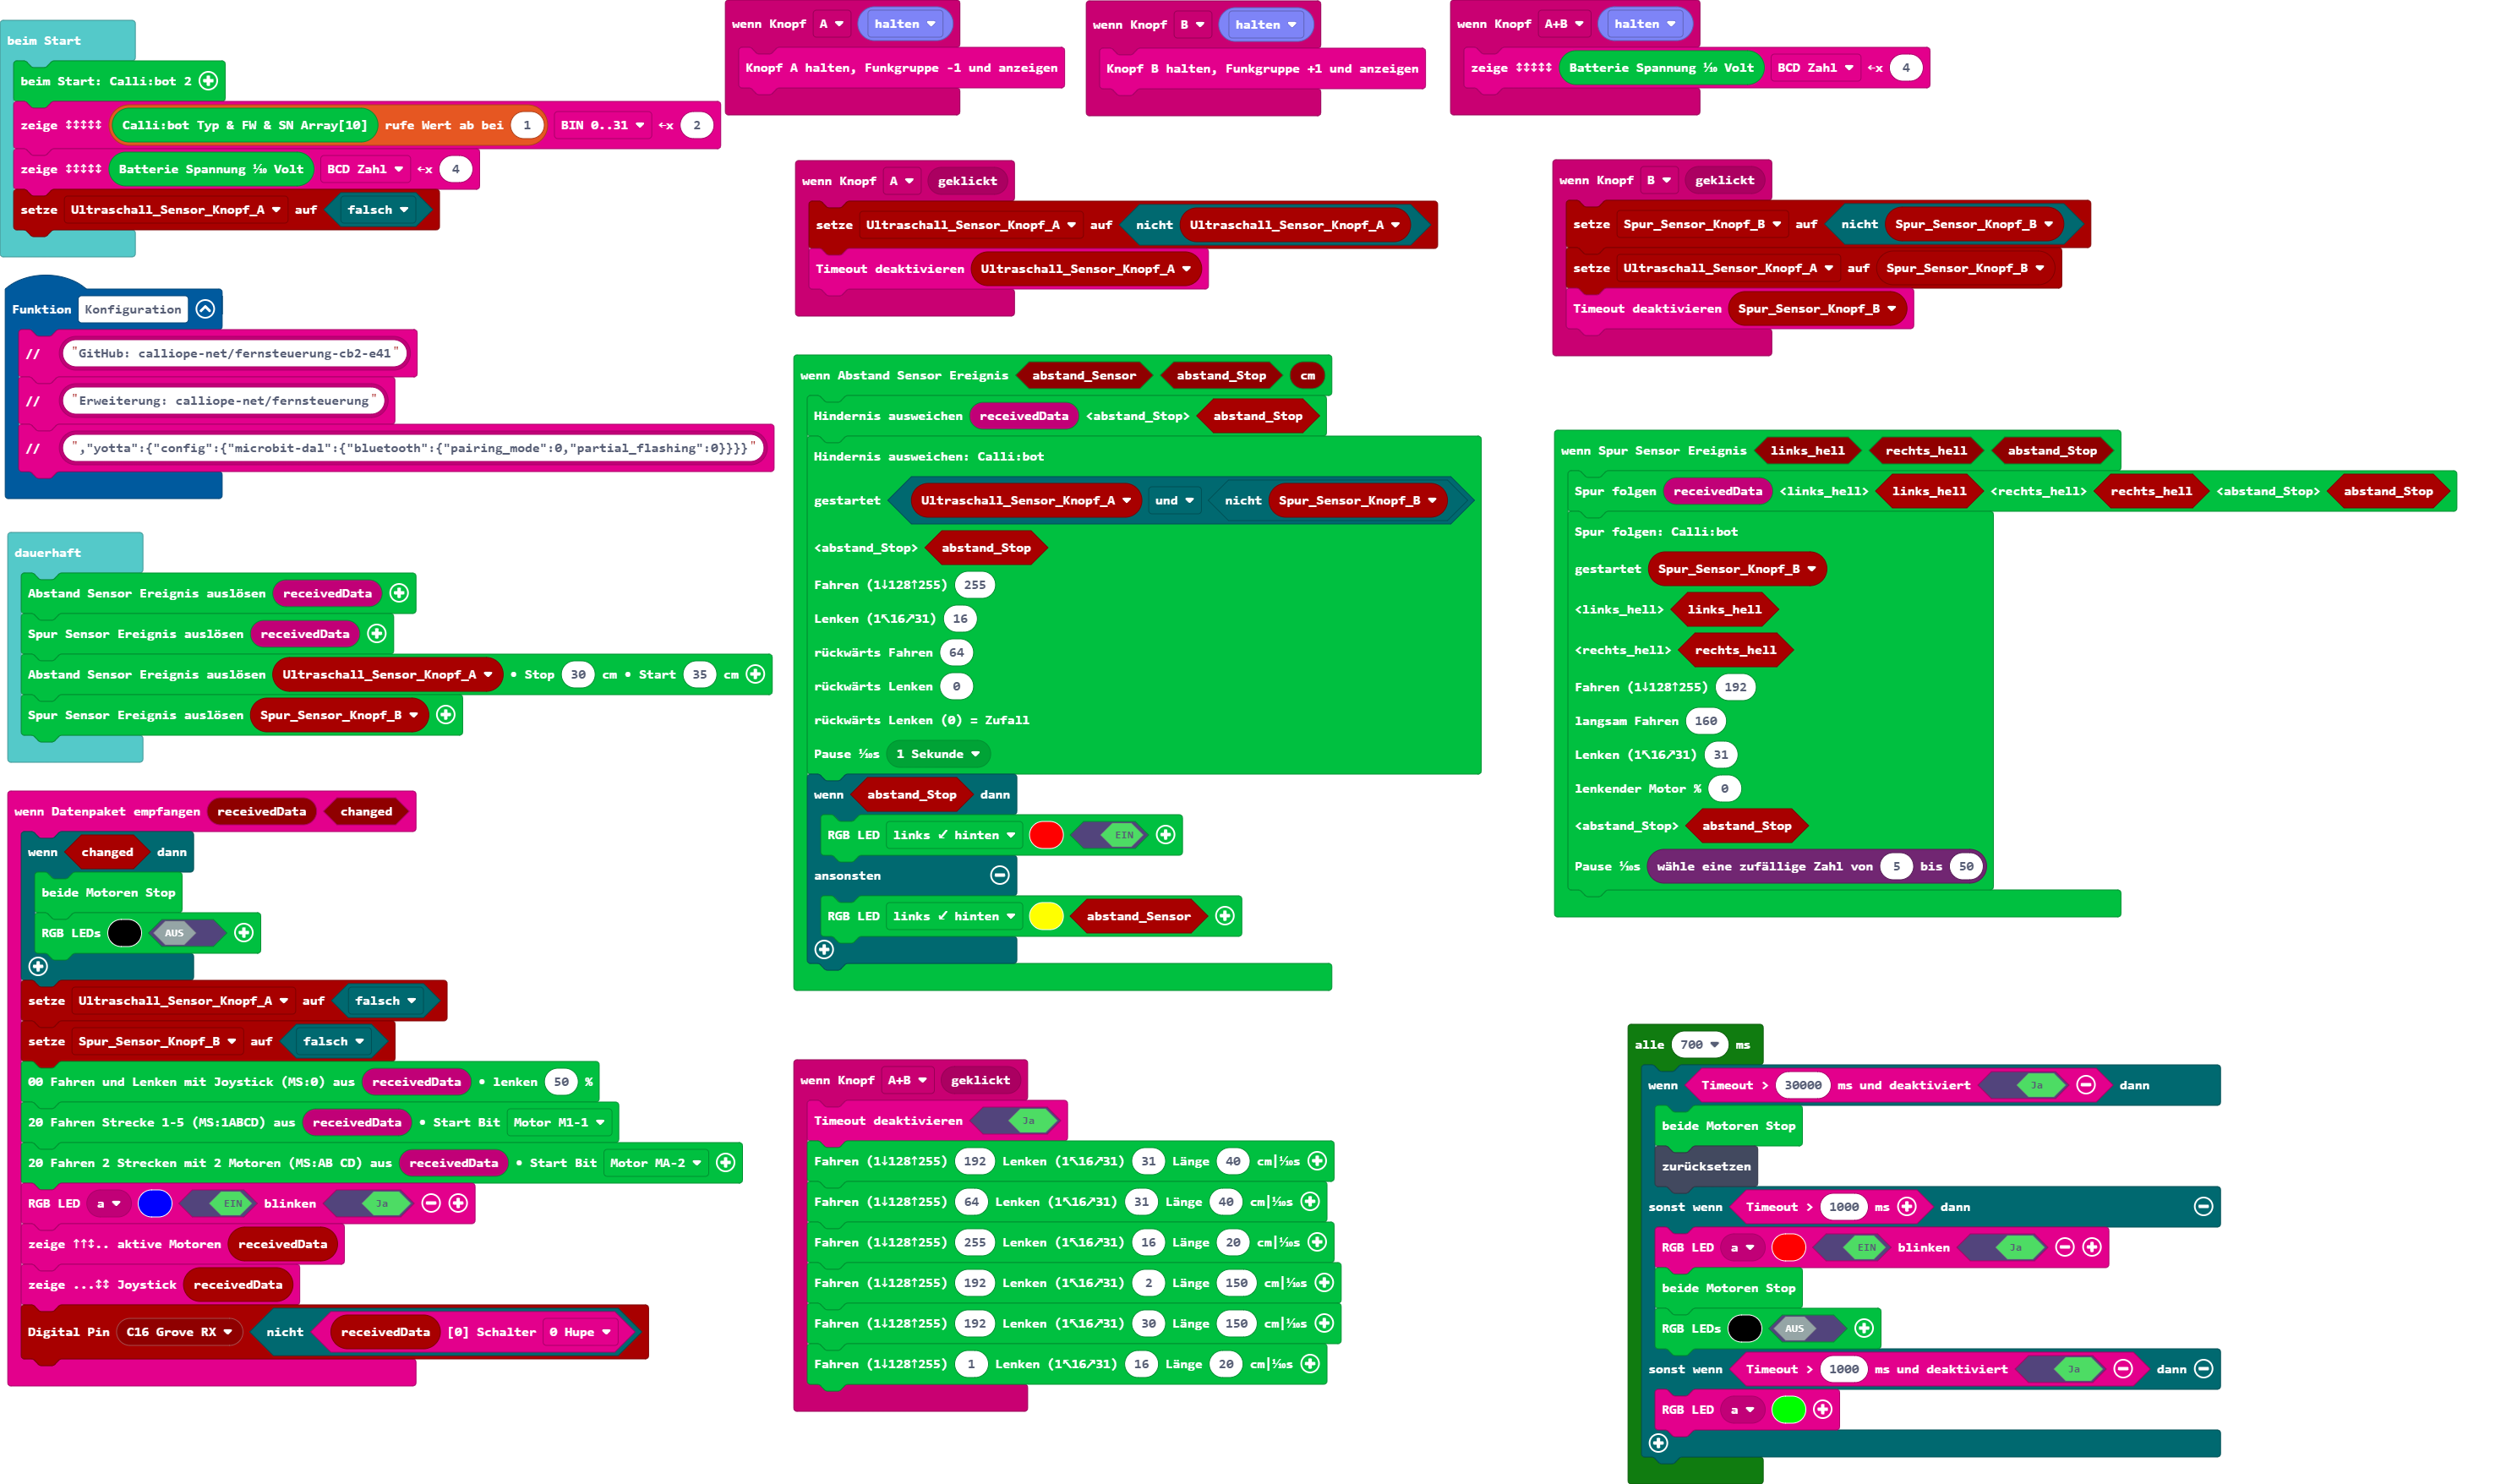 beim Start
beim Start: Calli:bot 2
zeige ↕↕↕↕↕ Calli:bot Typ & FW & SN Array[10] rufe Wert ab bei 1 BIN 0..31 ←x 2
zeige ↕↕↕↕↕ Batterie Spannung ⅒ Volt BCD Zahl ←x 4
setze Ultraschall_Sensor_Knopf_A auf falsch
Funktion Konfiguration
// "GitHub: calliope-net/fernsteuerung-cb2-e41"
// "Erweiterung: calliope-net/fernsteuerung"
// ","yotta":{"config":{"microbit-dal":{"bluetooth":{"pairing_mode":0,"partial_flashing":0}}}}"
dauerhaft
Abstand Sensor Ereignis auslösen receivedData
Spur Sensor Ereignis auslösen receivedData
Abstand Sensor Ereignis auslösen Ultraschall_Sensor_Knopf_A • Stop 30 cm • Start 35 cm
Spur Sensor Ereignis auslösen Spur_Sensor_Knopf_B
wenn Datenpaket empfangen receivedData changed
wenn changed dann
beide Motoren Stop
RGB LEDs AUS
setze Ultraschall_Sensor_Knopf_A auf falsch
setze Spur_Sensor_Knopf_B auf falsch
00 Fahren und Lenken mit Joystick (MS:0) aus receivedData • lenken 50 %
20 Fahren Strecke 1-5 (MS:1ABCD) aus receivedData • Start Bit Motor M1-1
20 Fahren 2 Strecken mit 2 Motoren (MS:AB CD) aus receivedData • Start Bit Motor MA-2
RGB LED a EIN blinken Ja
zeige ↑↑↕.. aktive Motoren receivedData
zeige ...↕↕ Joystick receivedData
Digital Pin C16 Grove RX nicht receivedData [0] Schalter 0 Hupe
wenn Knopf A halten
Knopf A halten, Funkgruppe -1 und anzeigen
wenn Knopf B halten
Knopf B halten, Funkgruppe +1 und anzeigen
wenn Knopf A+B halten
zeige ↕↕↕↕↕ Batterie Spannung ⅒ Volt BCD Zahl ←x 4
wenn Knopf A geklickt
setze Ultraschall_Sensor_Knopf_A auf nicht Ultraschall_Sensor_Knopf_A
Timeout deaktivieren Ultraschall_Sensor_Knopf_A
wenn Knopf B geklickt
setze Spur_Sensor_Knopf_B auf nicht Spur_Sensor_Knopf_B
setze Ultraschall_Sensor_Knopf_A auf Spur_Sensor_Knopf_B
Timeout deaktivieren Spur_Sensor_Knopf_B
wenn Abstand Sensor Ereignis abstand_Sensor abstand_Stop cm
Hindernis ausweichen receivedData <abstand_Stop> abstand_Stop
Hindernis ausweichen: Calli:bot
gestartet Ultraschall_Sensor_Knopf_A und nicht Spur_Sensor_Knopf_B
<abstand_Stop> abstand_Stop
Fahren (1↓128↑255) 255
Lenken (1↖16↗31) 16
rückwärts Fahren 64
rückwärts Lenken 0
rückwärts Lenken (0) = Zufall
Pause ⅒s 1 Sekunde
wenn abstand_Stop dann
RGB LED links ↙ hinten EIN
ansonsten
RGB LED links ↙ hinten abstand_Sensor
wenn Spur Sensor Ereignis links_hell rechts_hell abstand_Stop
Spur folgen receivedData <links_hell> links_hell <rechts_hell> rechts_hell <abstand_Stop> abstand_Stop
Spur folgen: Calli:bot
gestartet Spur_Sensor_Knopf_B
<links_hell> links_hell
<rechts_hell> rechts_hell
Fahren (1↓128↑255) 192
langsam Fahren 160
Lenken (1↖16↗31) 31
lenkender Motor % 0
<abstand_Stop> abstand_Stop
Pause ⅒s wähle eine zufällige Zahl von 5 bis 50
wenn Knopf A+B geklickt
Timeout deaktivieren Ja
Fahren (1↓128↑255) 192 Lenken (1↖16↗31) 31 Länge 40 cm|⅒s
Fahren (1↓128↑255) 64 Lenken (1↖16↗31) 31 Länge 40 cm|⅒s
Fahren (1↓128↑255) 255 Lenken (1↖16↗31) 16 Länge 20 cm|⅒s
Fahren (1↓128↑255) 192 Lenken (1↖16↗31) 2 Länge 150 cm|⅒s
Fahren (1↓128↑255) 192 Lenken (1↖16↗31) 30 Länge 150 cm|⅒s
Fahren (1↓128↑255) 1 Lenken (1↖16↗31) 16 Länge 20 cm|⅒s
alle 700 ms
wenn Timeout > 30000 ms und deaktiviert Ja dann
beide Motoren Stop
zurücksetzen
sonst wenn Timeout > 1000 ms dann
RGB LED a EIN blinken Ja
beide Motoren Stop
RGB LEDs AUS
sonst wenn Timeout > 1000 ms und deaktiviert Ja dann
RGB LED a